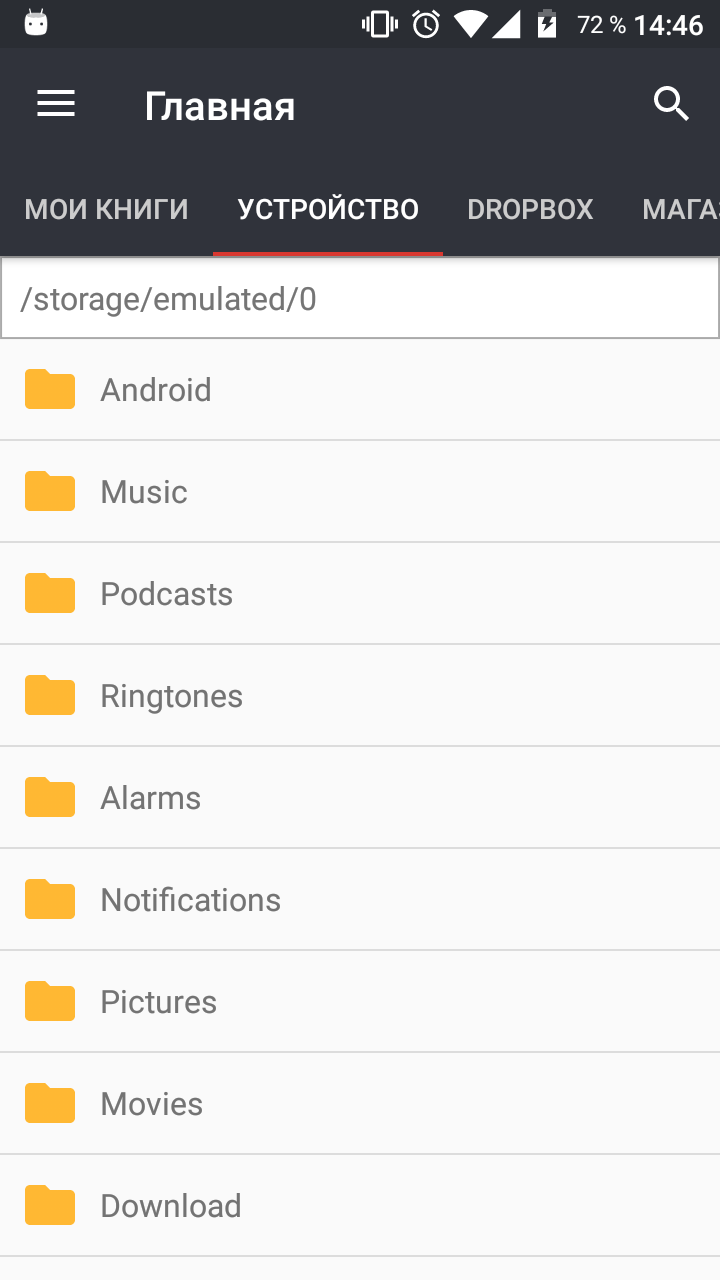 72 % 14:46
Главная
МОИ КНИГИ УСТРОЙСТВО DROPBOX МАГА
/storage/emulated/0
Android
Music
Podcasts
Ringtones
Alarms
Notifications
Pictures
Movies
Download